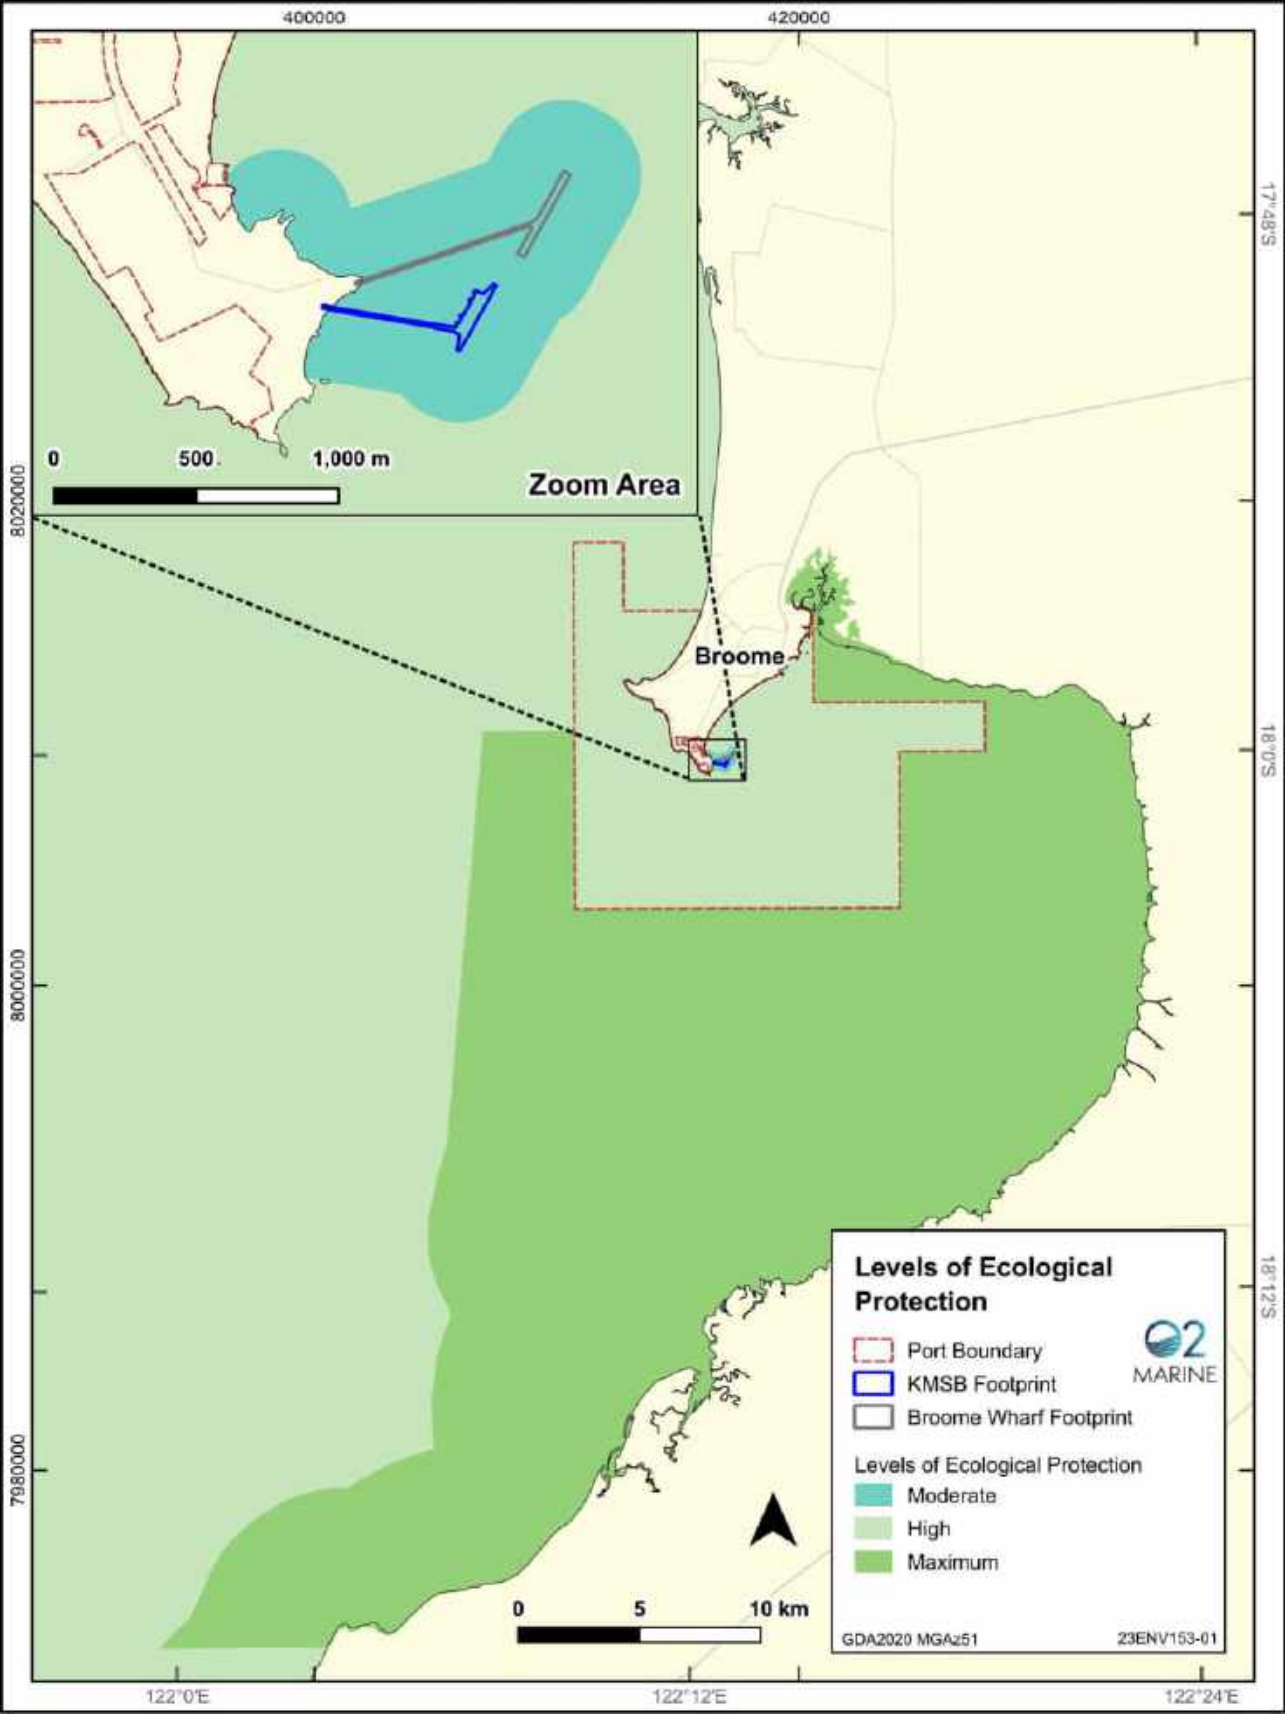 400000
420000
0
500
1,000 m
Zoom Area
8020000
17°48'S
Broome
18°0'S
8000000
18°12'S
7980000
Levels of Ecological
Protection
Port Boundary
KMSB Footprint
Broome Wharf Footprint
O2
MARINE
Levels of Ecological Protection
Moderate
High
Maximum
GDA2020 MGAz51
23ENV153-01
0
5
10 km
122°0'E
122°12'E
122°24'E